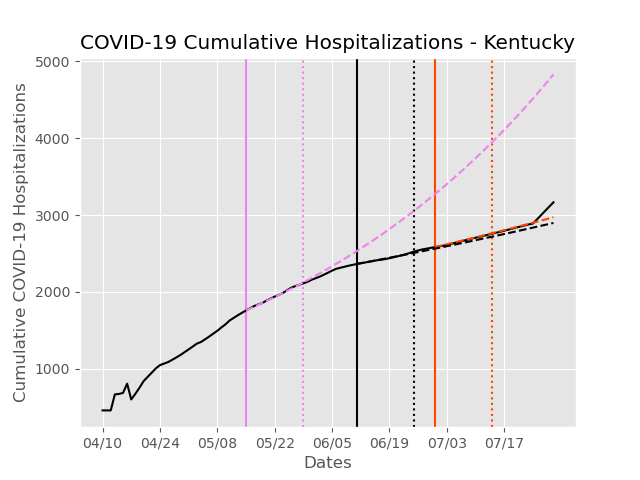 COVID-19 Cumulative Hospitalizations - Kentucky
Cumulative COVID-19 Hospitalizations
5000
4000
3000
2000
1000
04/10 04/24 05/08 05/22 06/05 06/19 07/03 07/17
Dates